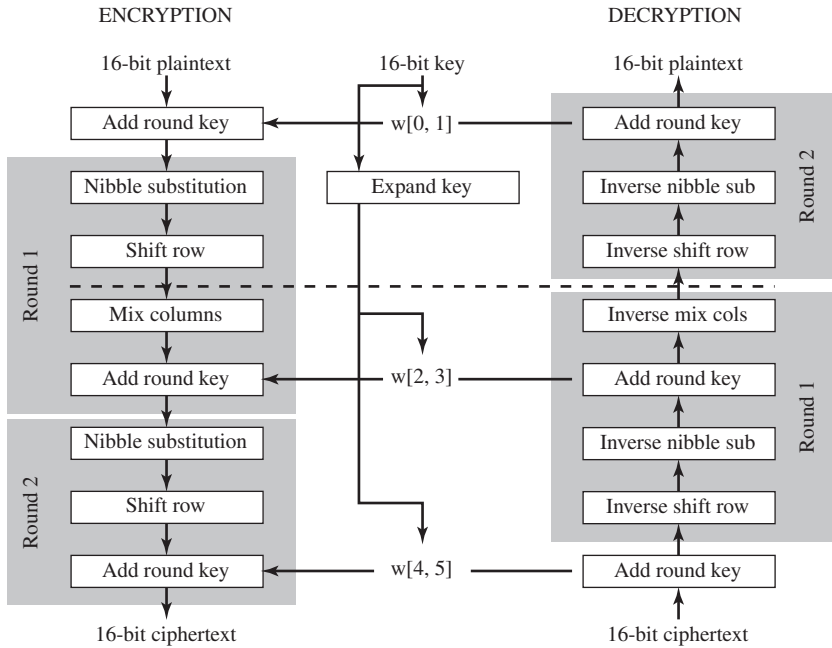 ENCRYPTION
DECRYPTION
16-bit plaintext
16-bit key
16-bit plaintext
Add round key
w[0, 1]
Add round key
Nibble substitution
Expand key
Inverse nibble sub
Round 2
Round 1
Shift row
Inverse shift row
Mix columns
Inverse mix cols
Add round key
w[2, 3]
Add round key
Round 1
Nibble substitution
Inverse nibble sub
Round 2
Shift row
Inverse shift row
Add round key
w[4, 5]
Add round key
16-bit ciphertext
16-bit ciphertext